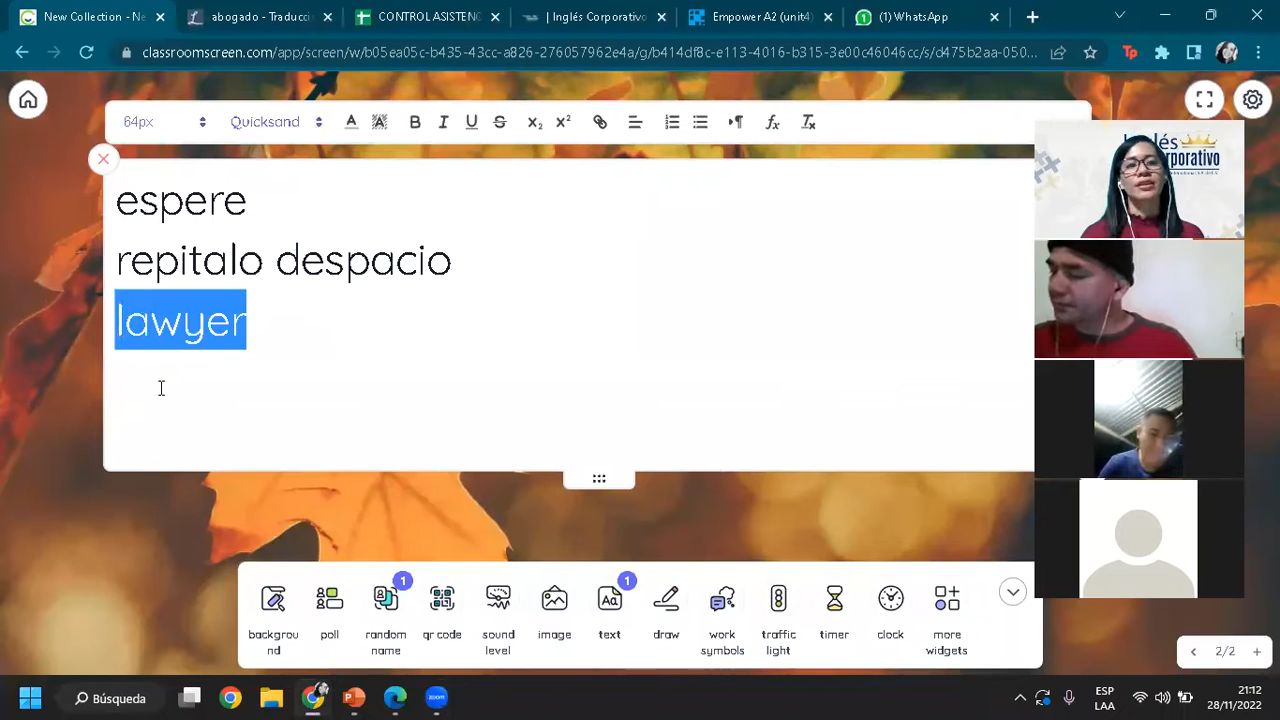 New Collection - Ne
abogado - Traducci
CONTROL ASISTENC
| Inglés Corporativo
Empower A2 (unit4)
(1) WhatsApp
classroomscreen.com/app/screen/w/b05ea05c-b435-43cc-a826-276057962e4a/g/b414df8c-e113-4016-b315-3e00c46046cc/s/d475b2aa-050...
64px
Quicksand
espere
repitalo despacio
lawyer
Inglés
orporativo
1
1
backgrou
nd
poll
random
name
qr code
sound
level
image
text
draw
work
symbols
traffic
light
timer
clock
more
widgets
2/2
Búsqueda
ESP
LAA
21:12
28/11/2022